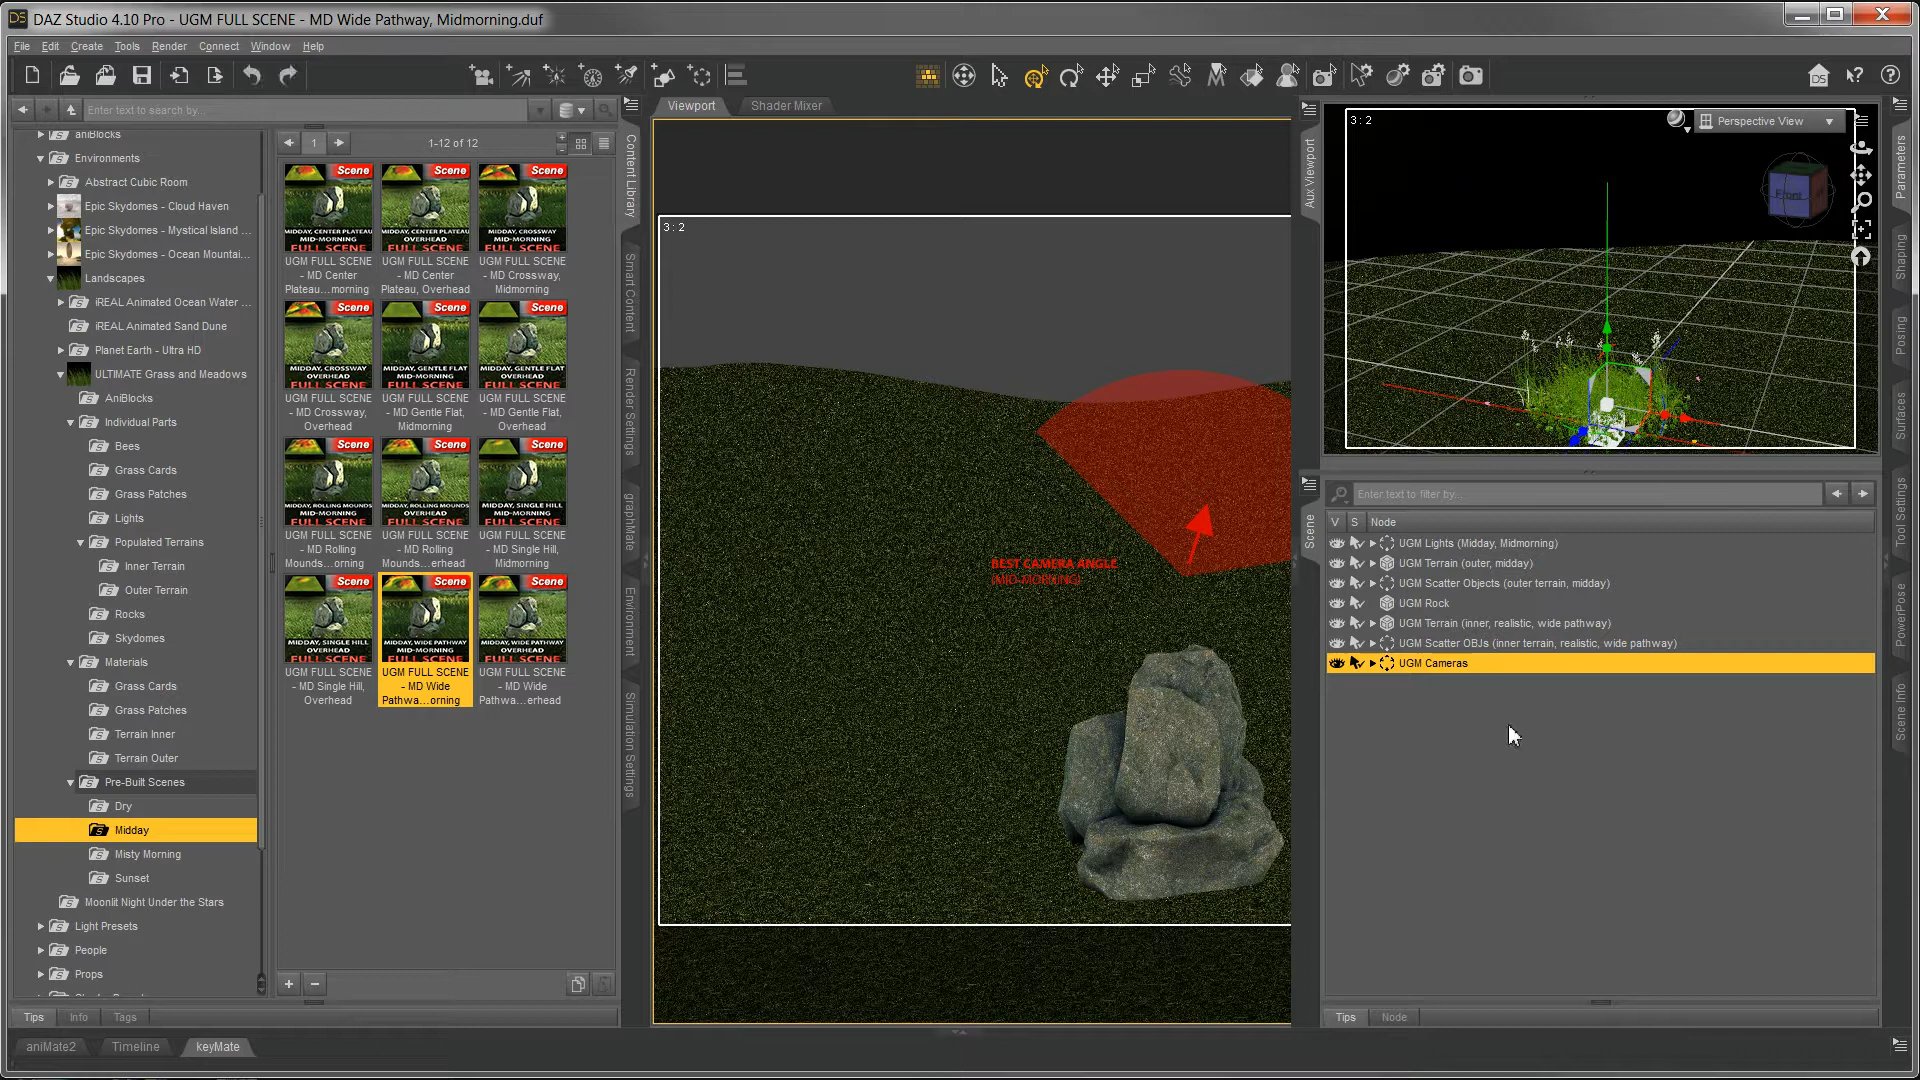 DAZ Studio 4.10 Pro - UGM FULL SCENE - MD Wide Pathway, Midmorning.duf
File Edit Create Tools Render Connect Window Help
Enter text to search by...
aniBlocks
Environments
Abstract Cubic Room
Epic Skydomes - Cloud Haven
Epic Skydomes - Mystical Island ...
Epic Skydomes - Ocean Mountai...
Landscapes
iREAL Animated Ocean Water ...
iREAL Animated Sand Dune
Planet Earth - Ultra HD
ULTIMATE Grass and Meadows
AniBlocks
Individual Parts
Bees
Grass Cards
Grass Patches
Lights
Populated Terrains
Inner Terrain
Outer Terrain
Rocks
Skydomes
Materials
Grass Cards
Grass Patches
Terrain Inner
Terrain Outer
Pre-Built Scenes
Dry
Midday
Misty Morning
Sunset
Moonlit Night Under the Stars
Light Presets
People
Props
Tips Info Tags
aniMate2 Timeline keyMate
1 1-12 of 12
Scene Scene Scene
MIDDAY, CENTER PLATEAU MIDDAY, CENTER PLATEAU MIDDAY, CROSSWAY
MID-MORNING OVERHEAD MID-MORNING
FULL SCENE FULL SCENE FULL SCENE
UGM FULL SCENE UGM FULL SCENE UGM FULL SCENE
- MD Center - MD Center - MD Crossway,
Plateau...morning Plateau, Overhead Midmorning
Scene Scene Scene
MIDDAY, CROSSWAY MIDDAY, GENTLE FLAT MIDDAY, GENTLE FLAT
OVERHEAD MID-MORNING OVERHEAD
FULL SCENE FULL SCENE FULL SCENE
UGM FULL SCENE UGM FULL SCENE UGM FULL SCENE
- MD Crossway, - MD Gentle Flat, - MD Gentle Flat,
Overhead Midmorning Overhead
Scene Scene Scene
MIDDAY, ROLLING MOUNDS MIDDAY, ROLLING MOUNDS MIDDAY, SINGLE HILL
MID-MORNING OVERHEAD MID-MORNING
FULL SCENE FULL SCENE FULL SCENE
UGM FULL SCENE UGM FULL SCENE UGM FULL SCENE
- MD Rolling - MD Rolling - MD Single Hill,
Mounds...orning Mounds...erhead Midmorning
Scene Scene Scene
MIDDAY, SINGLE HILL MIDDAY, WIDE PATHWAY MIDDAY, WIDE PATHWAY
OVERHEAD MID-MORNING OVERHEAD
FULL SCENE FULL SCENE FULL SCENE
UGM FULL SCENE UGM FULL SCENE UGM FULL SCENE
- MD Single Hill, - MD Wide - MD Wide
Overhead Pathwa...orning Pathwa...erhead
Content Library
Smart Content
Render Settings
graphMate
Environment
Simulation Settings
Viewport Shader Mixer
3 : 2
BEST CAMERA ANGLE
(MID-MORNING)
Aux Viewport
3 : 2
Perspective View
Front
Scene
Enter text to filter by...
V S Node
UGM Lights (Midday, Midmorning)
UGM Terrain (outer, midday)
UGM Scatter Objects (outer terrain, midday)
UGM Rock
UGM Terrain (inner, realistic, wide pathway)
UGM Scatter OBJs (inner terrain, realistic, wide pathway)
UGM Cameras
Tips Node
Parameters
Shaping
Posing
Surfaces
Tool Settings
PowerPose
Scene Info